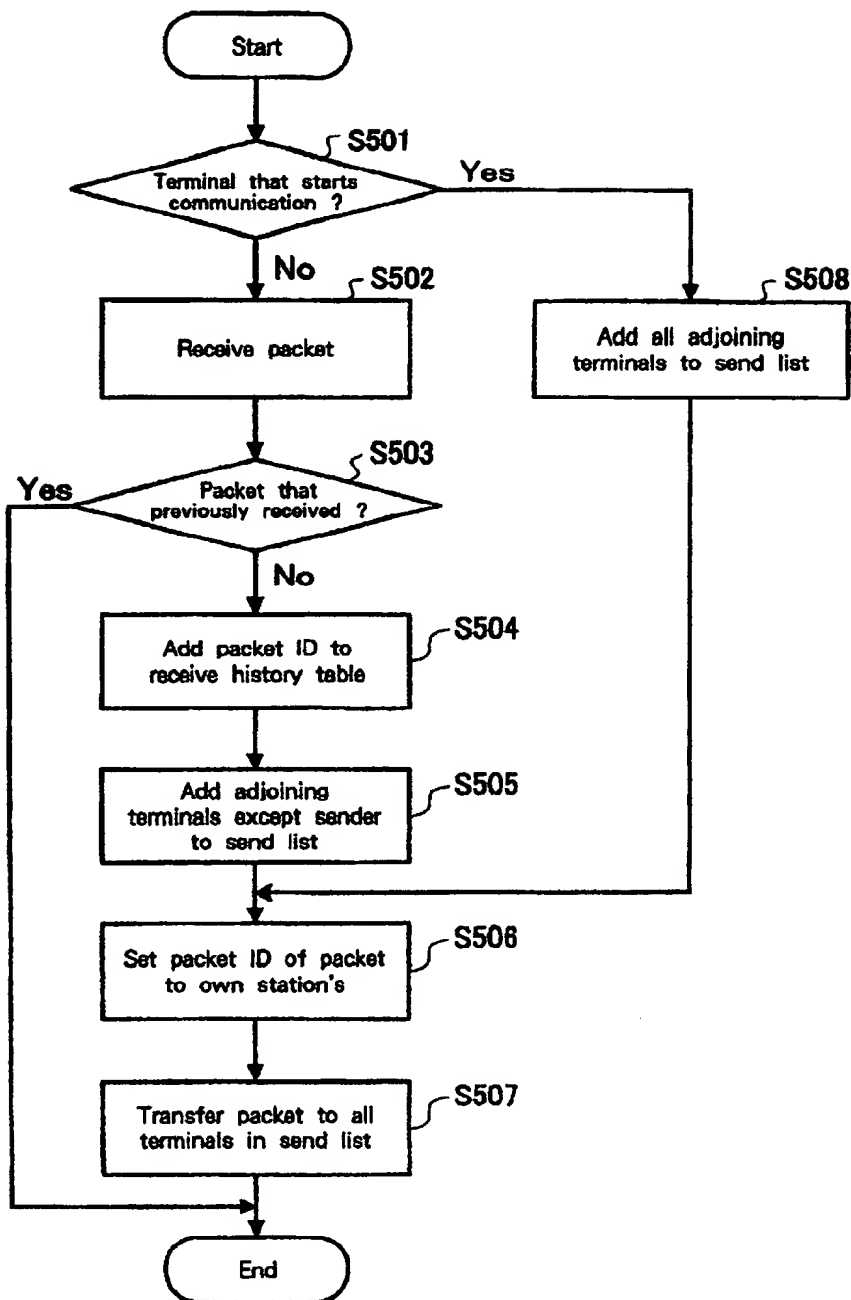 Start
S501
Terminal that starts
communication ?
Yes
No
S502
Receive packet
S508
Add all adjoining
terminals to send list
S503
Yes
Packet that
previously received ?
No
S504
Add packet ID to
receive history table
S505
Add adjoining
terminals except sender
to send list
S506
Set packet ID of packet
to own station's
S507
Transfer packet to all
terminals in send list
End